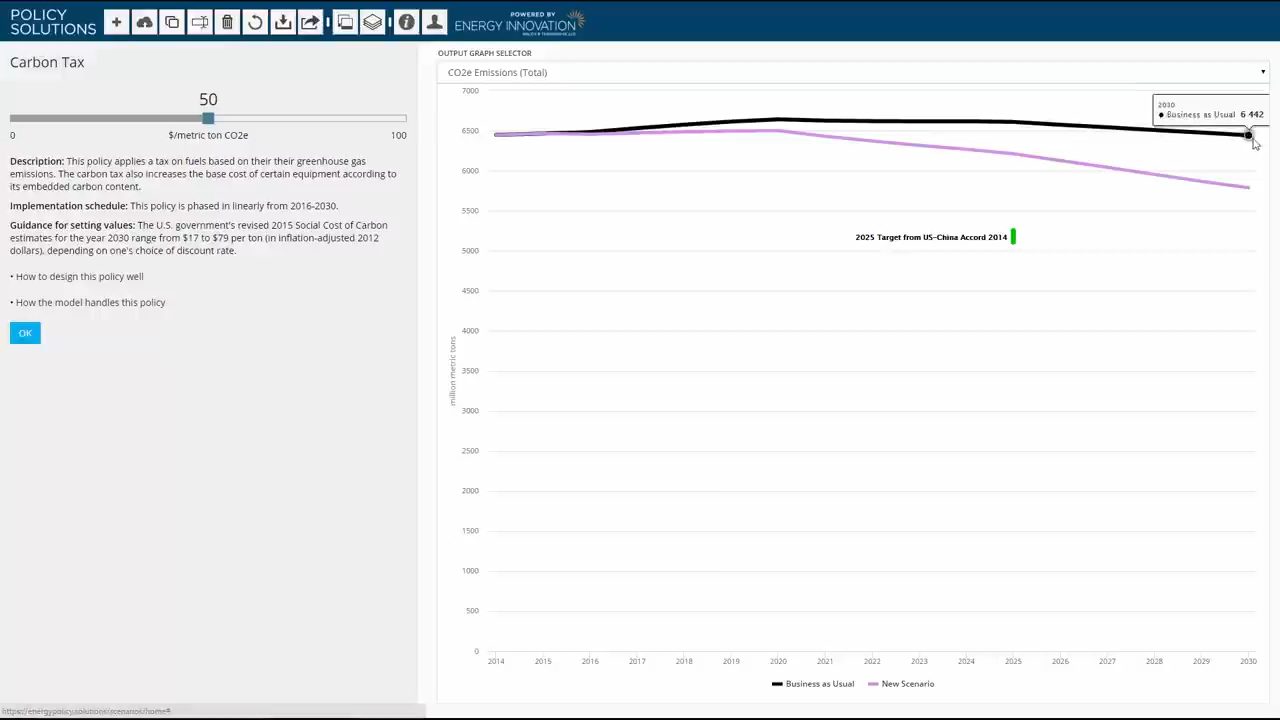 POLICY
SOLUTIONS
POWERED BY
ENERGY INNOVATION
Carbon Tax
50
0
$/metric ton CO2e
100
Description: This policy applies a tax on fuels based on their their greenhouse gas
emissions. The carbon tax also increases the base cost of certain equipment according to
its embedded carbon content.
Implementation schedule: This policy is phased in linearly from 2016-2030.
Guidance for setting values: The U.S. government's revised 2015 Social Cost of Carbon
estimates for the year 2030 range from $17 to $79 per ton (in inflation-adjusted 2012
dollars), depending on one's choice of discount rate.
• How to design this policy well
• How the model handles this policy
OK
OUTPUT GRAPH SELECTOR
CO2e Emissions (Total)
7000
6500
6000
5500
5000
4500
4000
3500
3000
2500
2000
1500
1000
500
0
million metric tons
2030
Business as Usual 6 442
2025 Target from US-China Accord 2014
2014 2015 2016 2017 2018 2019 2020 2021 2022 2023 2024 2025 2026 2027 2028 2029 2030
Business as Usual
New Scenario
https://energypolicy.solutions/scenarios/home#